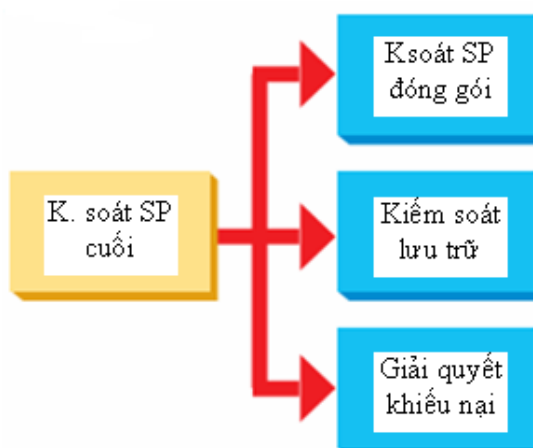 K. soát SP
cuối
Ksoát SP
đóng gói
Kiểm soát
lưu trữ
Giải quyết
khiếu nại